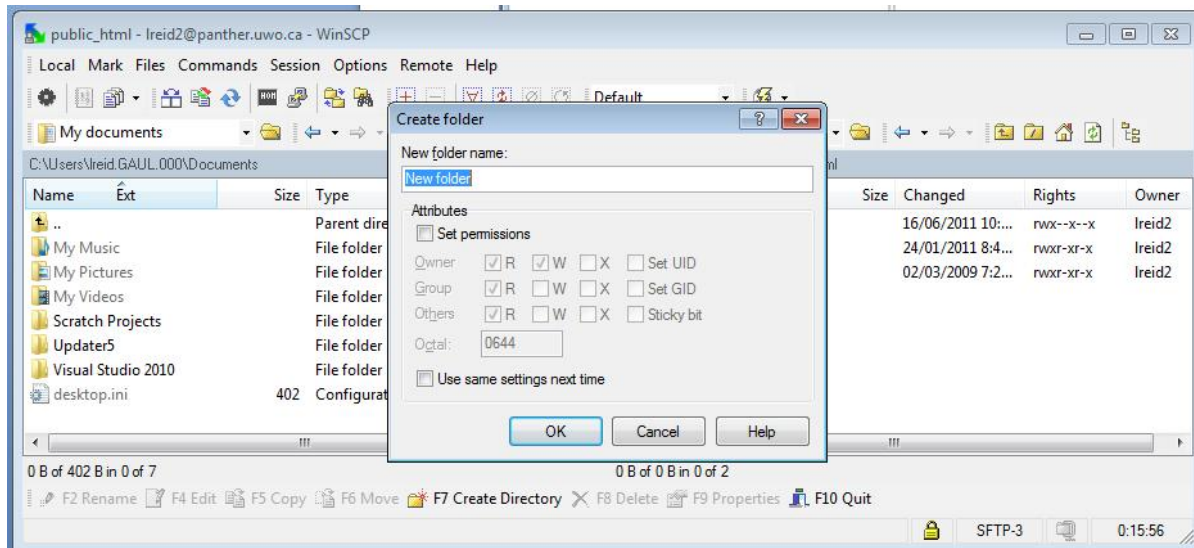 public_html - lreid2@panther.uwo.ca - WinSCP
Local Mark Files Commands Session Options Remote Help
Default
My documents
C:\Users\lreid.GAUL.000\Documents
Name Ext Size Type
Size Changed Rights Owner
.. Parent dire
16/06/2011 10:... rwx--x--x lreid2
My Music File folder
24/01/2011 8:4... rwxr-xr-x lreid2
My Pictures File folder
02/03/2009 7:2... rwxr-xr-x lreid2
My Videos File folder
Scratch Projects File folder
Updater5 File folder
Visual Studio 2010 File folder
desktop.ini 402 Configurat
Create folder
New folder name:
New folder
Attributes
Set permissions
Owner R W X Set UID
Group R W X Set GID
Others R W X Sticky bit
Octal: 0644
Use same settings next time
OK Cancel Help
0 B of 402 B in 0 of 7 0 B of 0 B in 0 of 2
F2 Rename F4 Edit F5 Copy F6 Move F7 Create Directory F8 Delete F9 Properties F10 Quit
SFTP-3 0:15:56